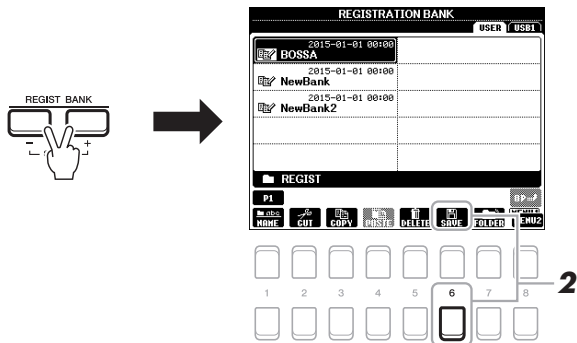 REGISTRATION BANK
USER USB1
2015-01-01 00:00
BOSSA
2015-01-01 00:00
NewBank
2015-01-01 00:00
NewBank2
REGIST BANK
- +
REGIST
P1
UP
abc
NAME CUT COPY PASTE DELETE SAVE FOLDER MENU2
1 2 3 4 5 6 7 8
2